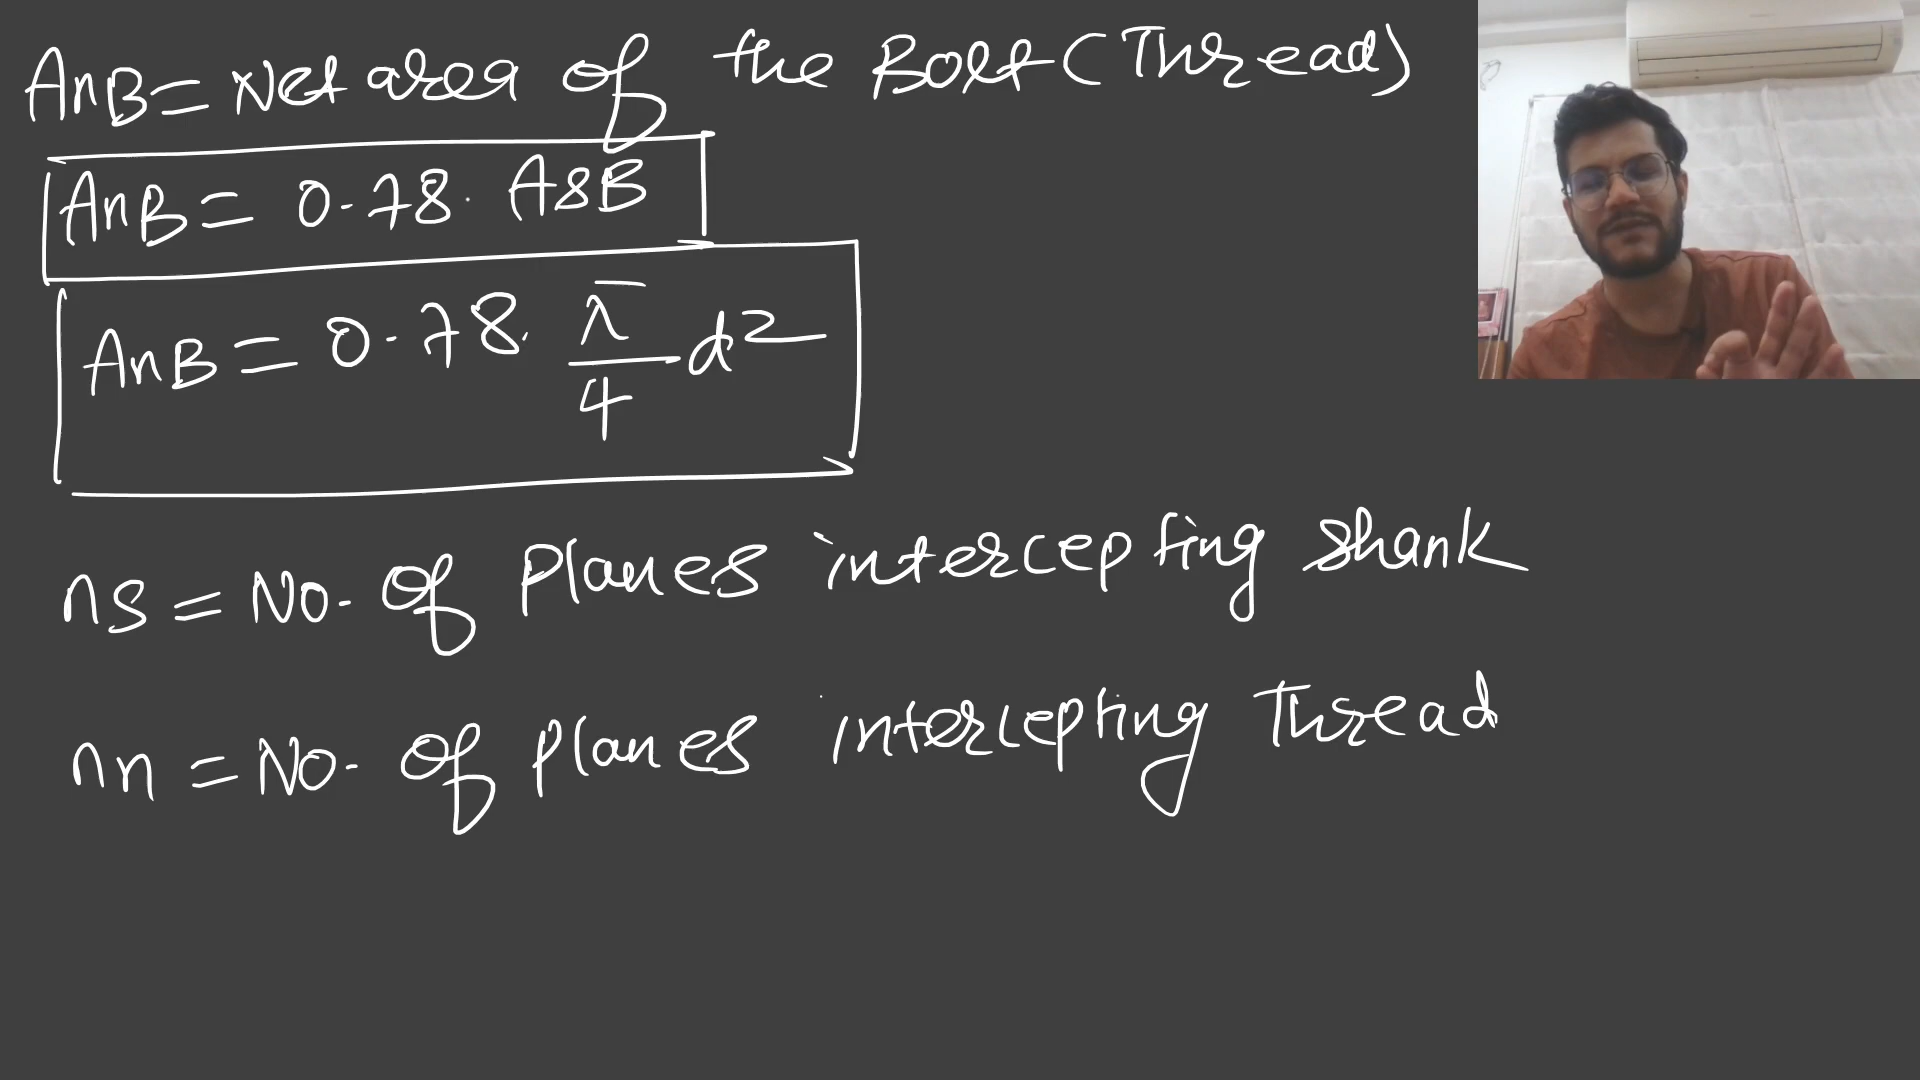 AnB = Net area of the Bolt (Thread)
AnB = 0.78. ASB
AnB = 0.78. π/4 d²
ns = No. of planes intercepting shank
nn = No. of planes intercepting Thread